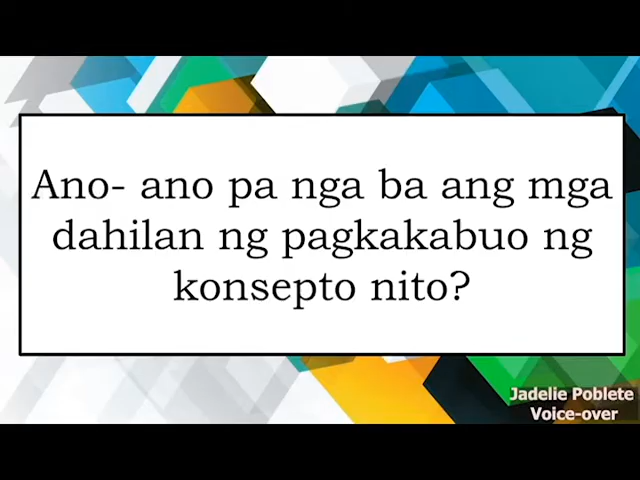 Ano- ano pa nga ba ang mga
dahilan ng pagkakabuo ng
konsepto nito?
Jadelie Poblete
Voice-over